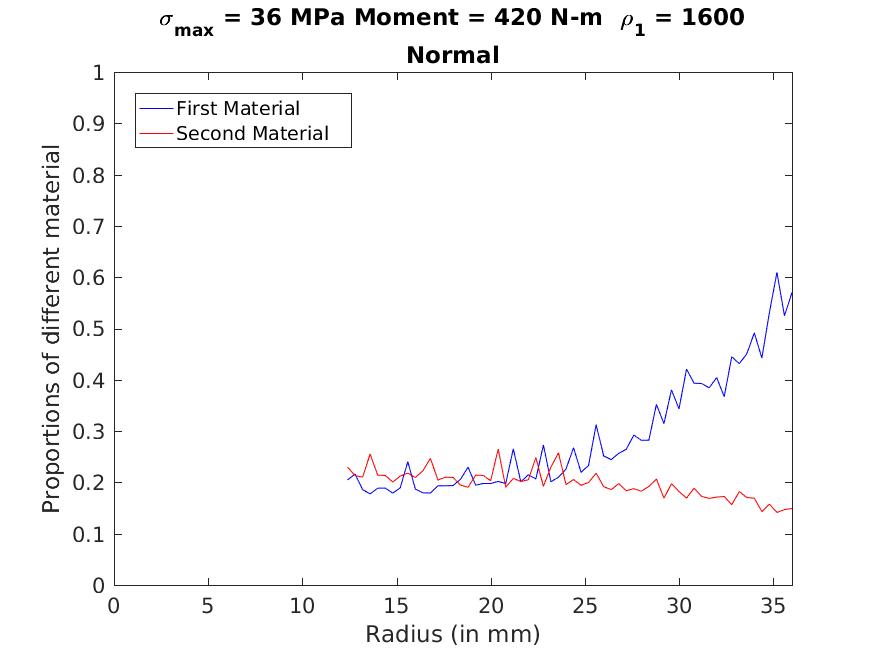 σmax = 36 MPa Moment = 420 N-m ρ1 = 1600
Normal
First Material
Second Material
Proportions of different material
1
0.9
0.8
0.7
0.6
0.5
0.4
0.3
0.2
0.1
0
0 5 10 15 20 25 30 35
Radius (in mm)